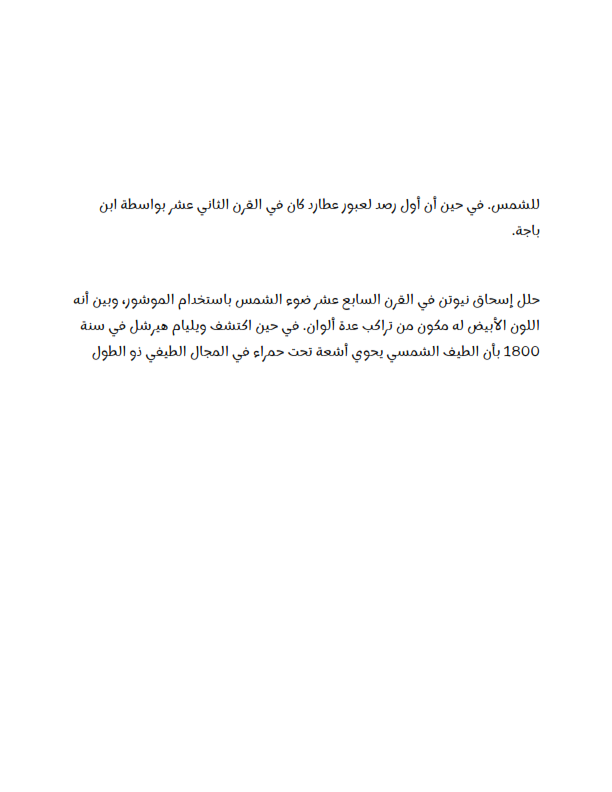 للشمس. في حين أن أول رصد لعبور عطارد كان في القرن الثاني عشر بواسطة ابن
باجة.
حلل إسحاق نيوتن في القرن السابع عشر ضوء الشمس باستخدام الموشور، وبين أنه
اللون الأبيض له مكون من تراكب عدة ألوان. في حين اكتشف ويليام هيرشل في سنة
1800 بأن الطيف الشمسي يحوي أشعة تحت حمراء في المجال الطيفي ذو الطول